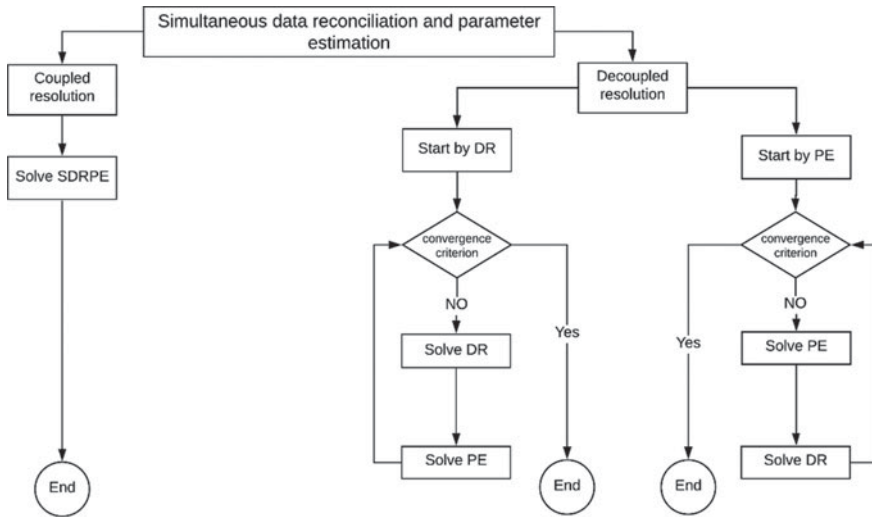 Simultaneous data reconciliation and parameter
estimation
Coupled
resolution
Solve SDRPE
End
Decoupled
resolution
Start by DR
convergence
criterion
NO
Yes
Solve DR
Solve PE
End
Start by PE
convergence
criterion
NO
Yes
Solve PE
Solve DR
End